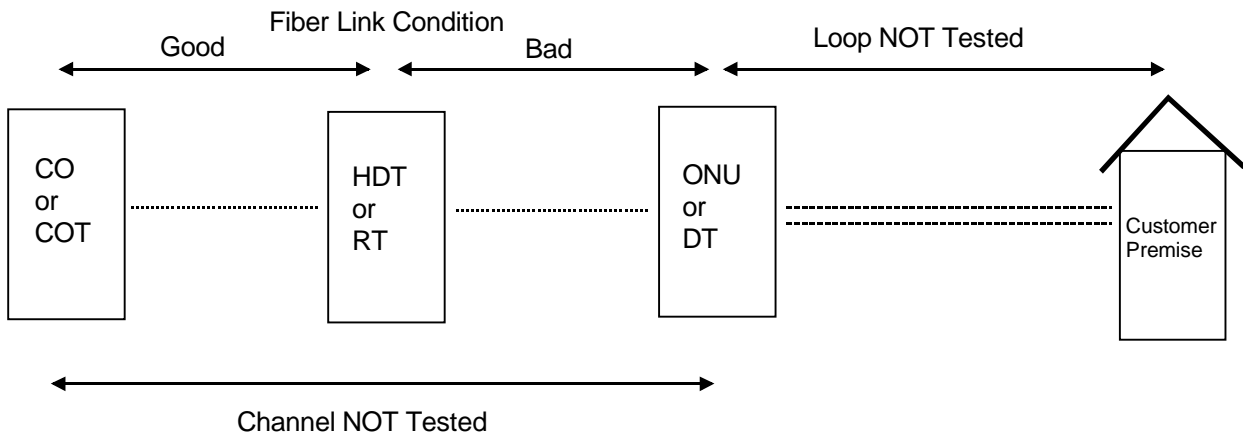 Fiber Link Condition
Good
Bad
Loop NOT Tested
CO
or
COT
HDT
or
RT
ONU
or
DT
Customer
Premise
Channel NOT Tested